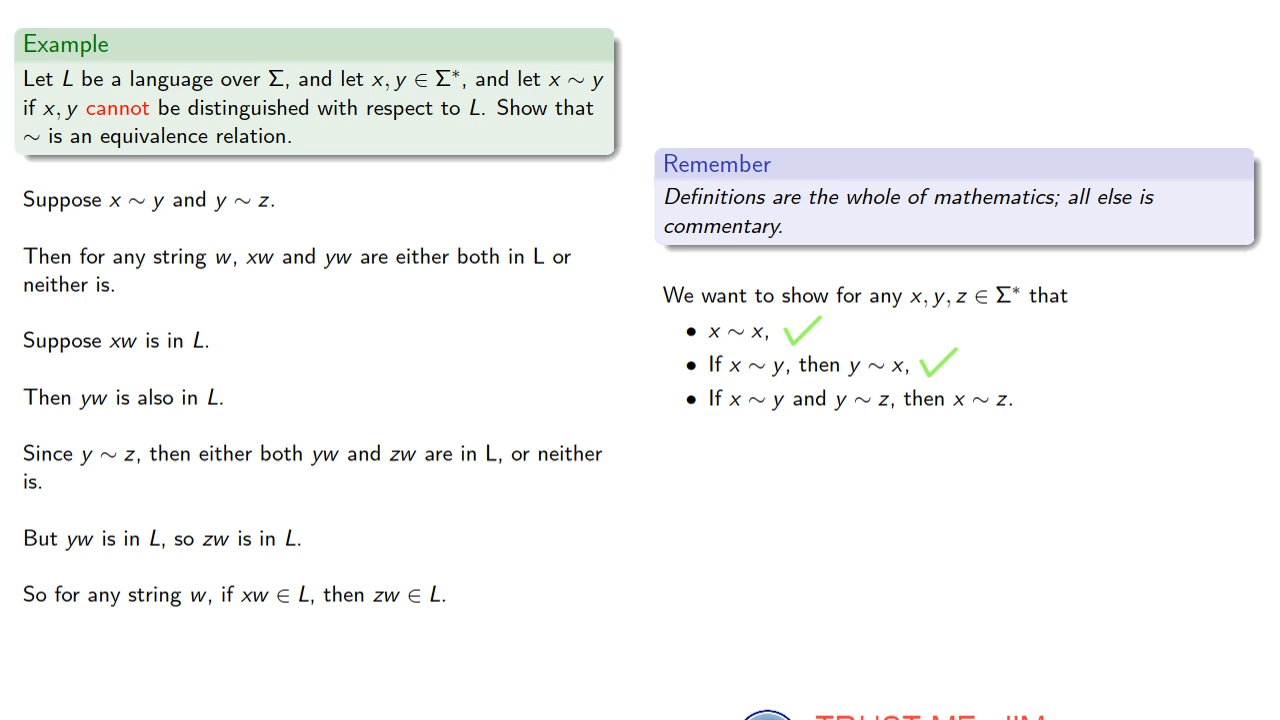 Example
Let L be a language over Σ, and let x, y ∈ Σ*, and let x ∼ y
if x, y cannot be distinguished with respect to L. Show that
∼ is an equivalence relation.
Suppose x ∼ y and y ∼ z.
Then for any string w, xw and yw are either both in L or
neither is.
Suppose xw is in L.
Then yw is also in L.
Since y ∼ z, then either both yw and zw are in L, or neither
is.
But yw is in L, so zw is in L.
So for any string w, if xw ∈ L, then zw ∈ L.
Remember
Definitions are the whole of mathematics; all else is
commentary.
We want to show for any x, y, z ∈ Σ* that
• x ∼ x,
• If x ∼ y, then y ∼ x,
• If x ∼ y and y ∼ z, then x ∼ z.